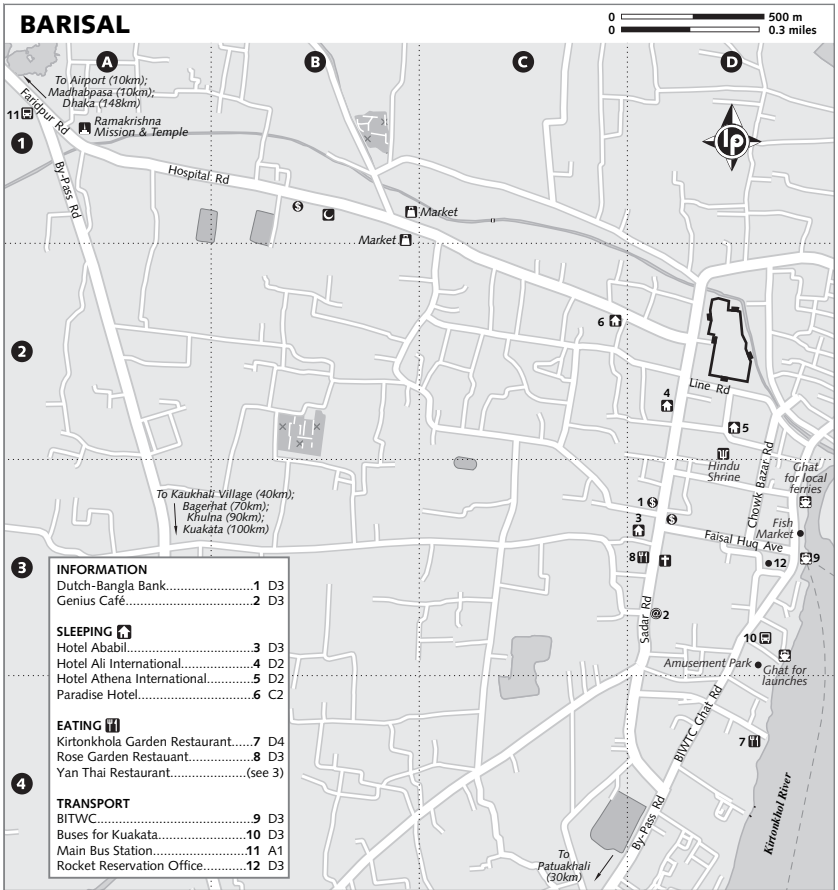 BARISAL
0 500 m
0 0.3 miles
A B C D
To Airport (10km);
Madhabpasa (10km);
Dhaka (148km)
11
Faridpur Rd
Ramakrishna
Mission & Temple
1
By-Pass Rd
Hospital Rd
$
Market
Market
lp
2
6
4
Line Rd
5
Hindu
Shrine
Chowk Bazar Rd
Ghat
for local
ferries
To Kaukhali Village (40km);
Bagerhat (70km);
Khulna (90km);
Kuakata (100km)
1 $
$
3
Fish
Market
Faisal Huq Ave
3
8
12
9
@ 2
Sadar Rd
10
Amusement Park
Ghat for
launches
INFORMATION
Dutch-Bangla Bank.......................1 D3
Genius Café..................................2 D3
SLEEPING
Hotel Ababil..................................3 D3
Hotel Ali International...................4 D2
Hotel Athena International............5 D2
Paradise Hotel..............................6 C2
EATING
Kirtonkhola Garden Restaurant......7 D4
Rose Garden Restauant................8 D3
Yan Thai Restaurant....................(see 3)
TRANSPORT
BITWC..........................................9 D3
Buses for Kuakata.......................10 D3
Main Bus Station.........................11 A1
Rocket Reservation Office............12 D3
4
BIWTC Ghat Rd
7
Kirtonkhol River
By-Pass Rd
To
Patuakhali
(30km)